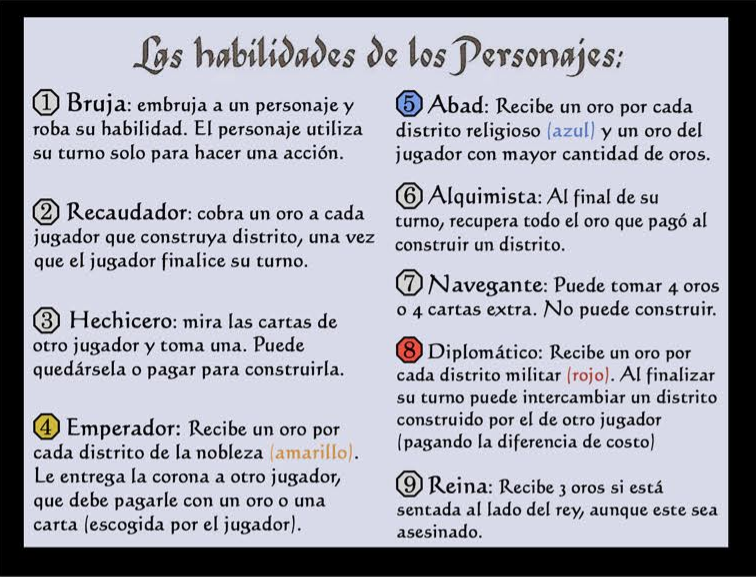 Las habilidades de los Personajes:
1 Bruja: embruja a un personaje y
roba su habilidad. El personaje utiliza
su turno solo para hacer una acción.
2 Recaudador: cobra un oro a cada
jugador que construya distrito, una vez
que el jugador finalice su turno.
3 Hechicero: mira las cartas de
otro jugador y toma una. Puede
quedársela o pagar para construirla.
4 Emperador: Recibe un oro por
cada distrito de la nobleza (amarillo).
Le entrega la corona a otro jugador,
que debe pagarle con un oro o una
carta (escogida por el jugador).
5 Abad: Recibe un oro por cada
distrito religioso (azul) y un oro del
jugador con mayor cantidad de oros.
6 Alquimista: Al final de su
turno, recupera todo el oro que pagó al
construir un distrito.
7 Navegante: Puede tomar 4 oros
o 4 cartas extra. No puede construir.
8 Diplomático: Recibe un oro por
cada distrito militar (rojo). Al finalizar
su turno puede intercambiar un distrito
construido por el de otro jugador
(pagando la diferencia de costo)
9 Reina: Recibe 3 oros si está
sentada al lado del rey, aunque este sea
asesinado.